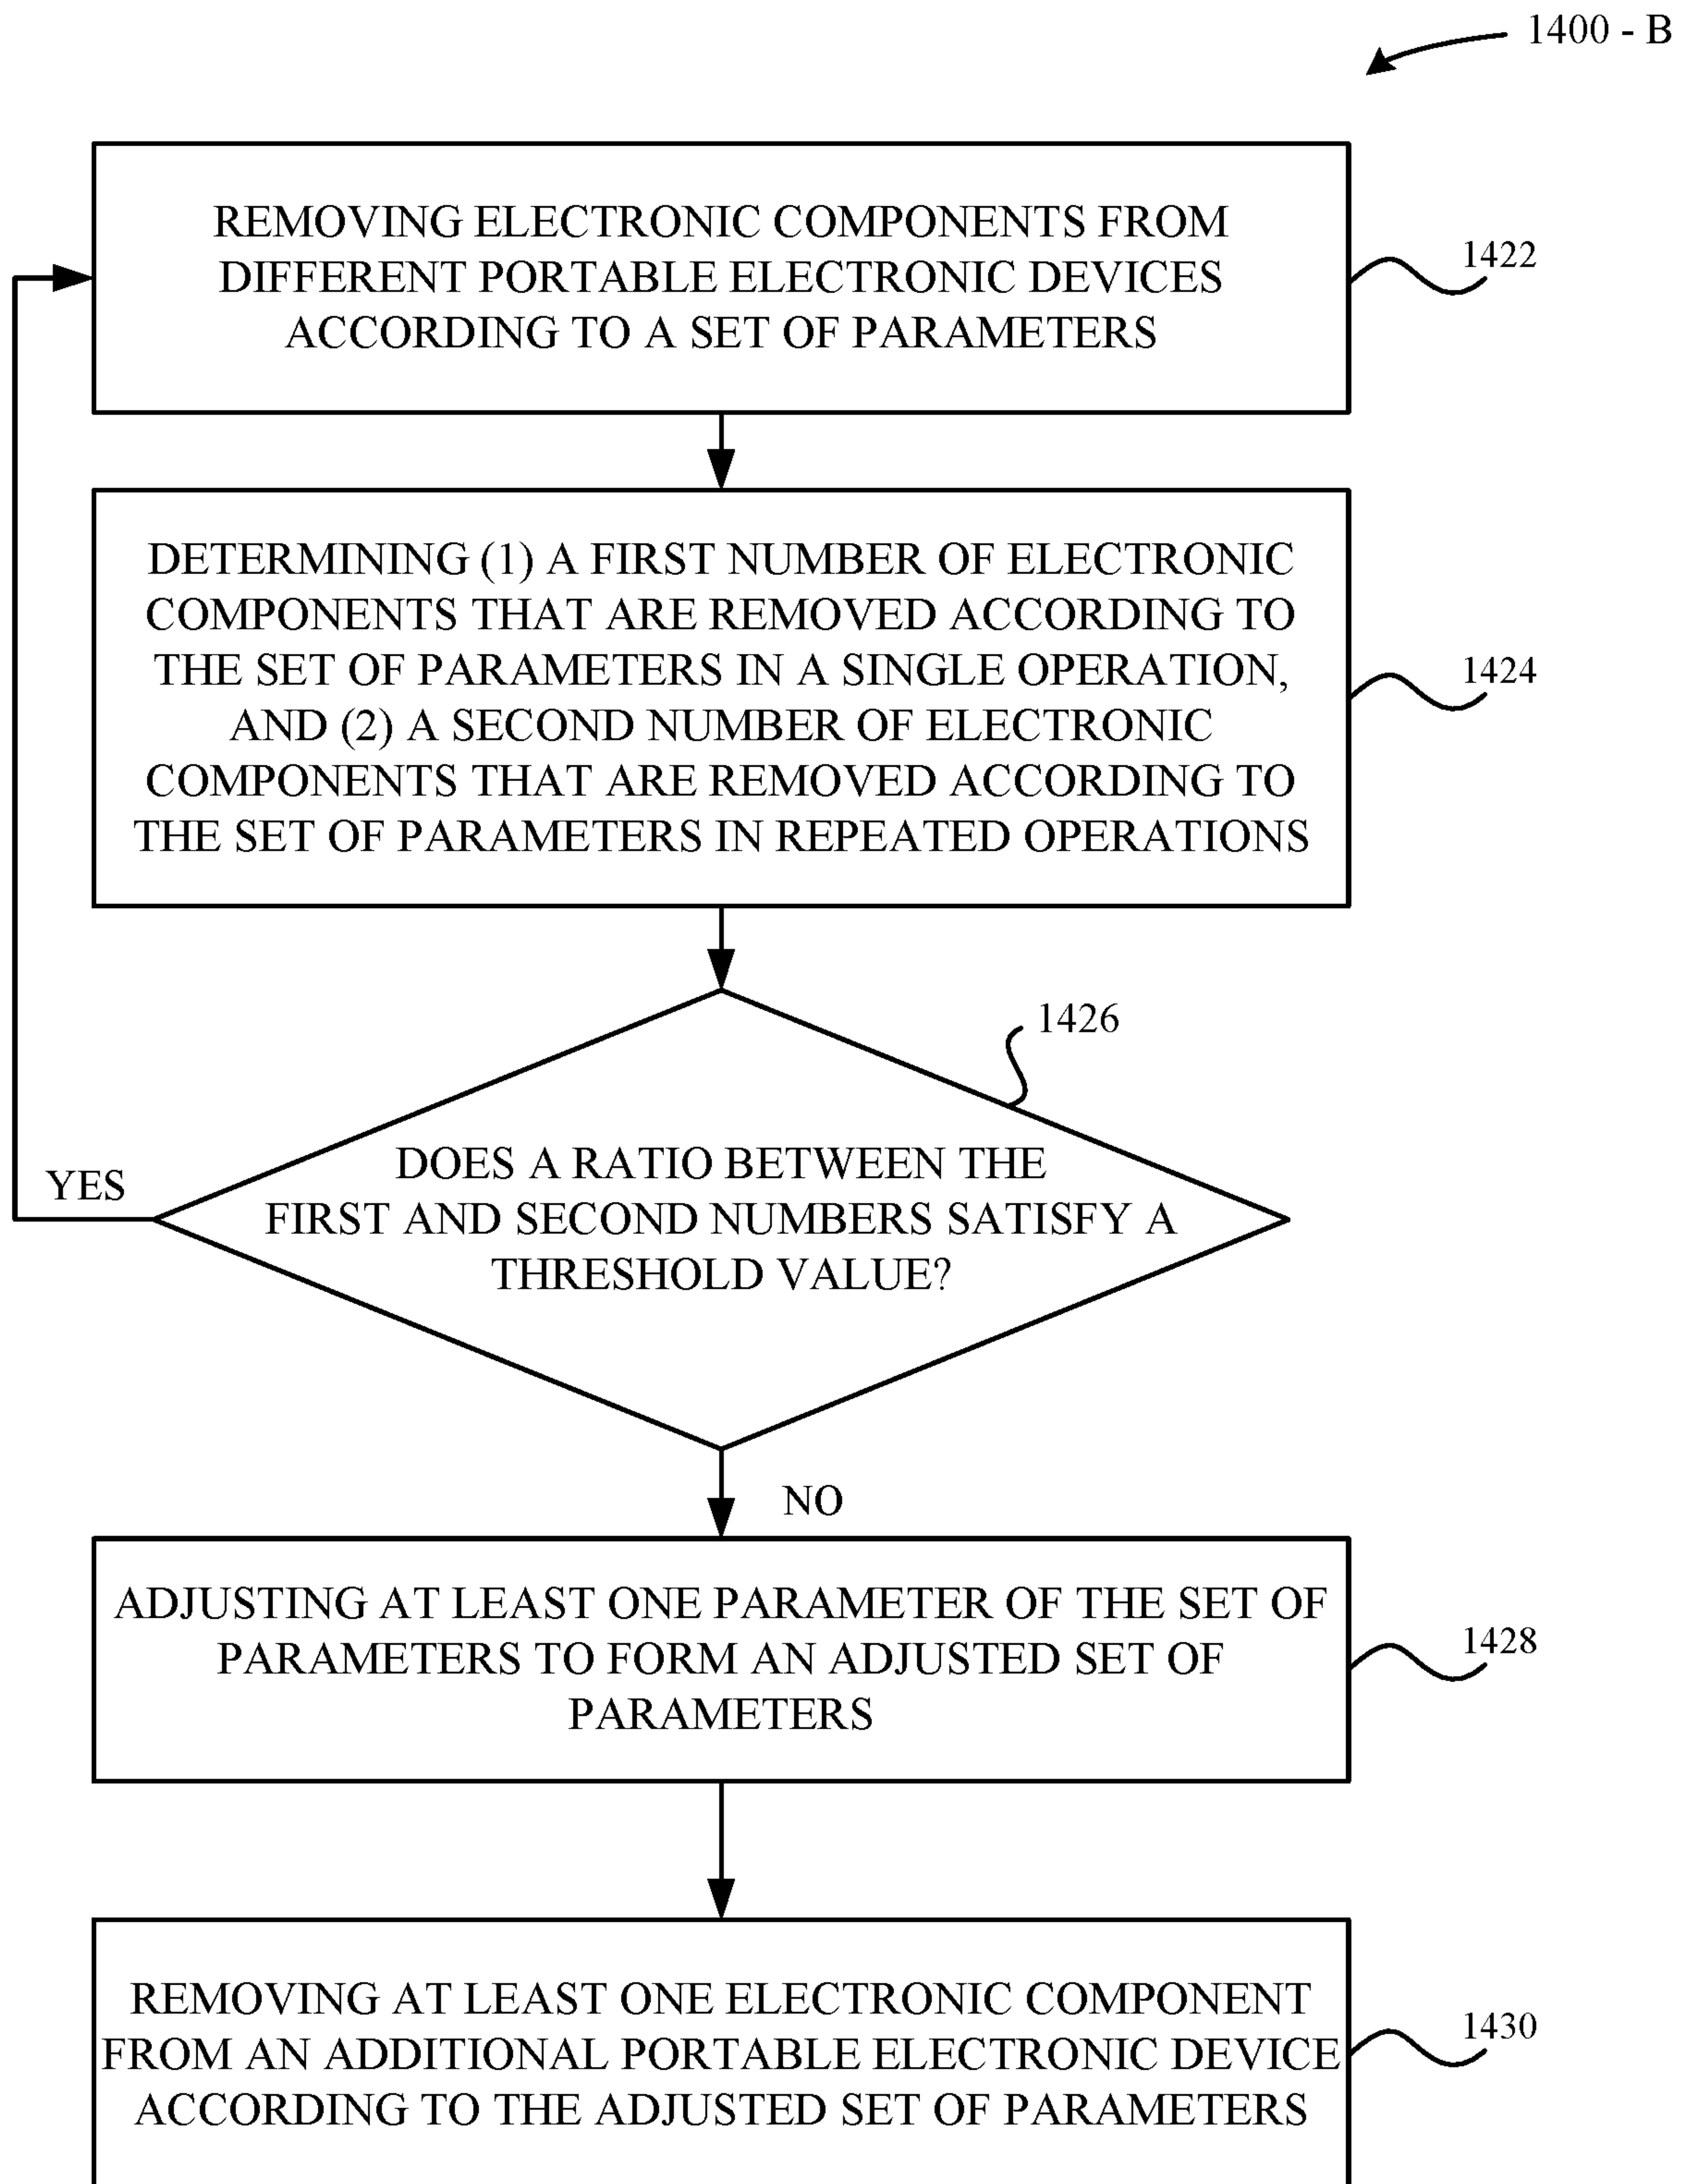 1400 - B
REMOVING ELECTRONIC COMPONENTS FROM
DIFFERENT PORTABLE ELECTRONIC DEVICES
ACCORDING TO A SET OF PARAMETERS
1422
DETERMINING (1) A FIRST NUMBER OF ELECTRONIC
COMPONENTS THAT ARE REMOVED ACCORDING TO
THE SET OF PARAMETERS IN A SINGLE OPERATION,
AND (2) A SECOND NUMBER OF ELECTRONIC
COMPONENTS THAT ARE REMOVED ACCORDING TO
THE SET OF PARAMETERS IN REPEATED OPERATIONS
1424
1426
DOES A RATIO BETWEEN THE
FIRST AND SECOND NUMBERS SATISFY A
THRESHOLD VALUE?
YES
NO
ADJUSTING AT LEAST ONE PARAMETER OF THE SET OF
PARAMETERS TO FORM AN ADJUSTED SET OF
PARAMETERS
1428
REMOVING AT LEAST ONE ELECTRONIC COMPONENT
FROM AN ADDITIONAL PORTABLE ELECTRONIC DEVICE
ACCORDING TO THE ADJUSTED SET OF PARAMETERS
1430